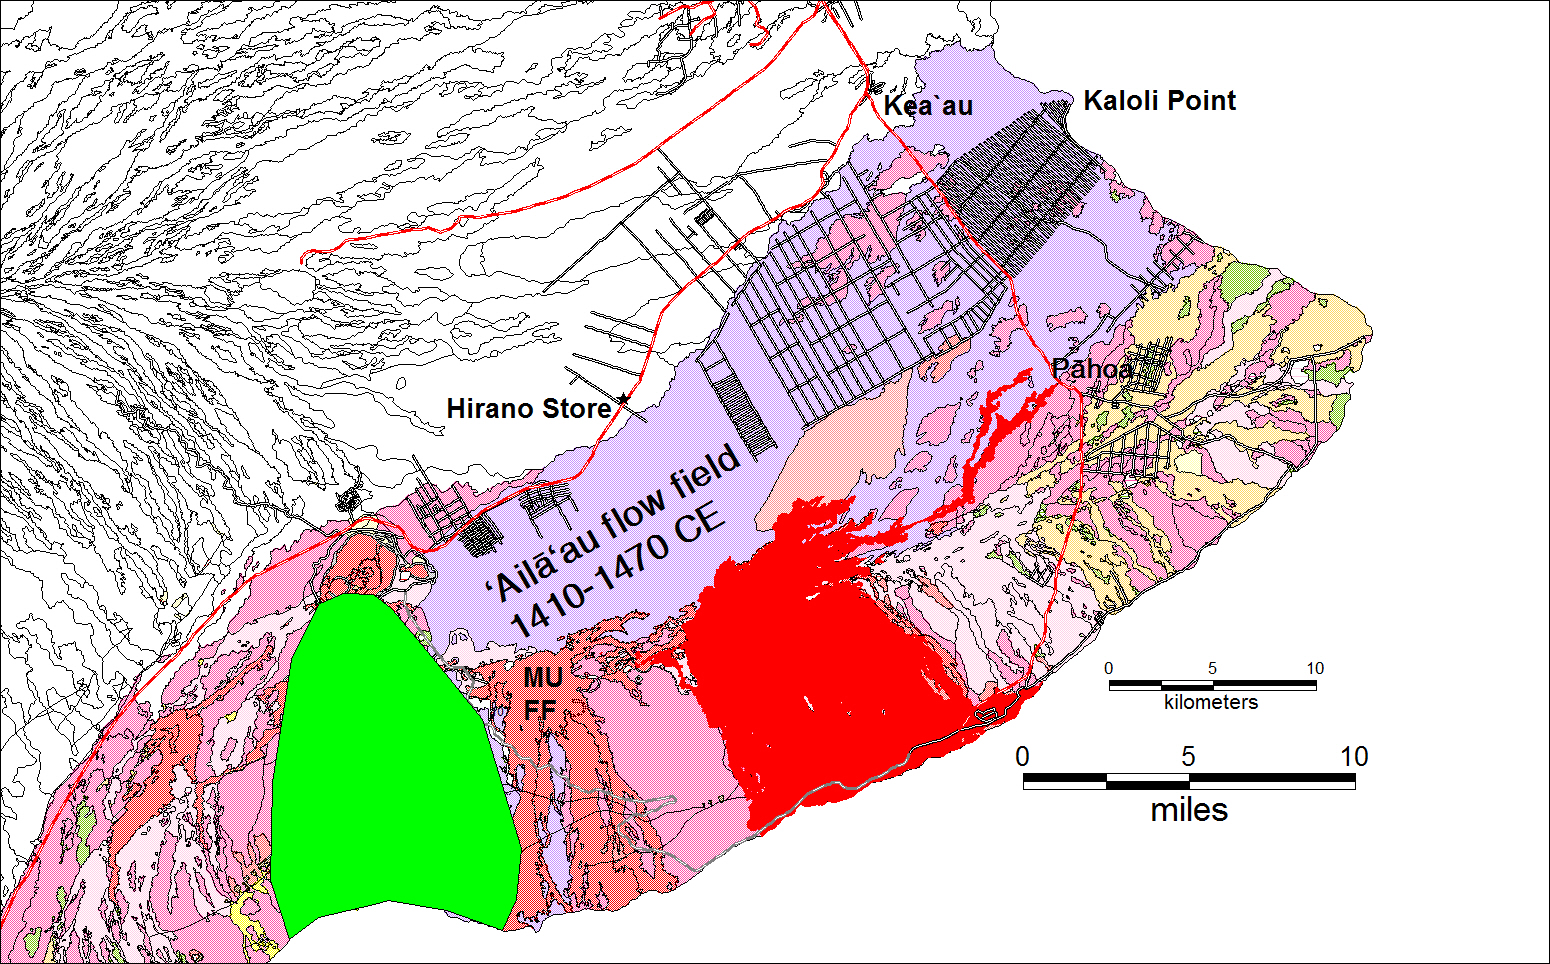 Kea`au
Kaloli Point
Pāhoa
Hirano Store
‘Ailā‘au flow field
1410-1470 CE
MU
FF
0 5 10
kilometers
0 5 10
miles